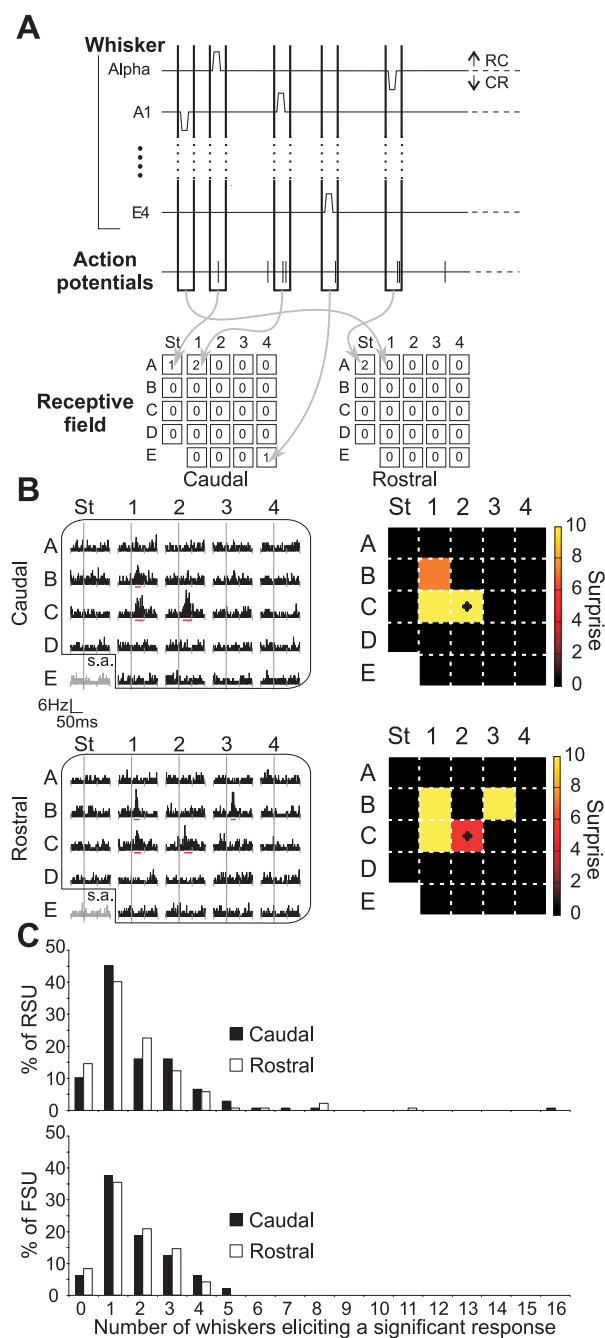 A
Whisker
Alpha
RC
CR
A1
E4
Action
potentials
St 1 2 3 4
St 1 2 3 4
A 1 2 0 0 0
A 2 0 0 0 0
B 0 0 0 0 0
B 0 0 0 0 0
C 0 0 0 0 0
C 0 0 0 0 0
D 0 0 0 0 0
D 0 0 0 0 0
E 0 0 0 1
E 0 0 0 0
Receptive
field
Caudal
Rostral
B
St 1 2 3 4
Caudal
A
B
C
D
E
s.a.
6Hz
50ms
St 1 2 3 4
A
B
C
D
E
10
8
6
4
2
0
Surprise
St 1 2 3 4
Rostral
A
B
C
D
E
s.a.
St 1 2 3 4
A
B
C
D
E
10
8
6
4
2
0
Surprise
C
% of RSU
50
40
30
20
10
0
Caudal
Rostral
% of FSU
50
40
30
20
10
0
Caudal
Rostral
0 1 2 3 4 5 6 7 8 9 10 11 12 13 14 15 16
Number of whiskers eliciting a significant response